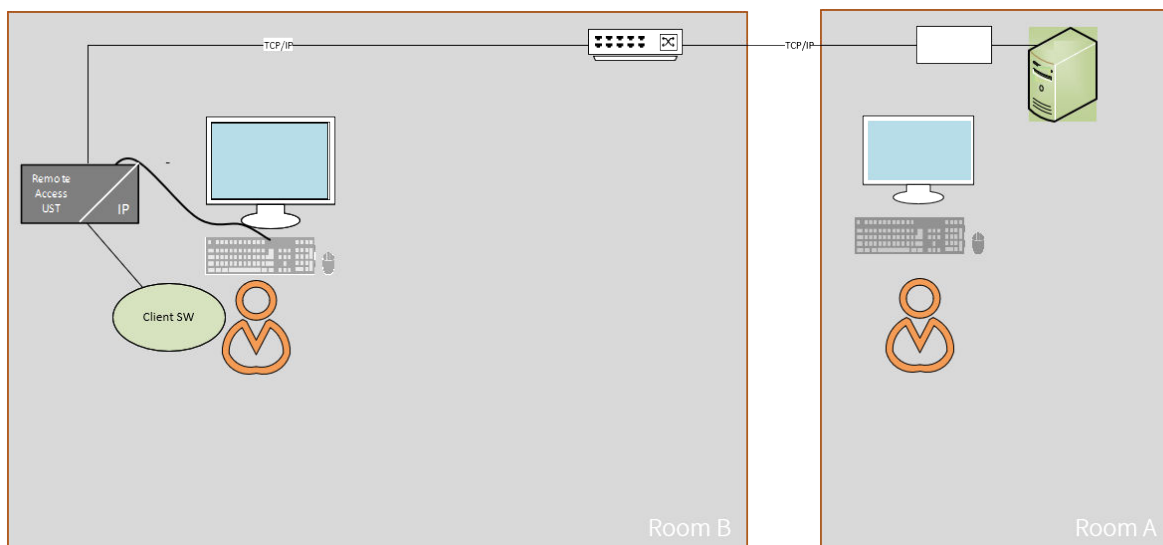 TCP/IP
TCP/IP
Remote
Access
UST
IP
Client SW
Room B
Room A